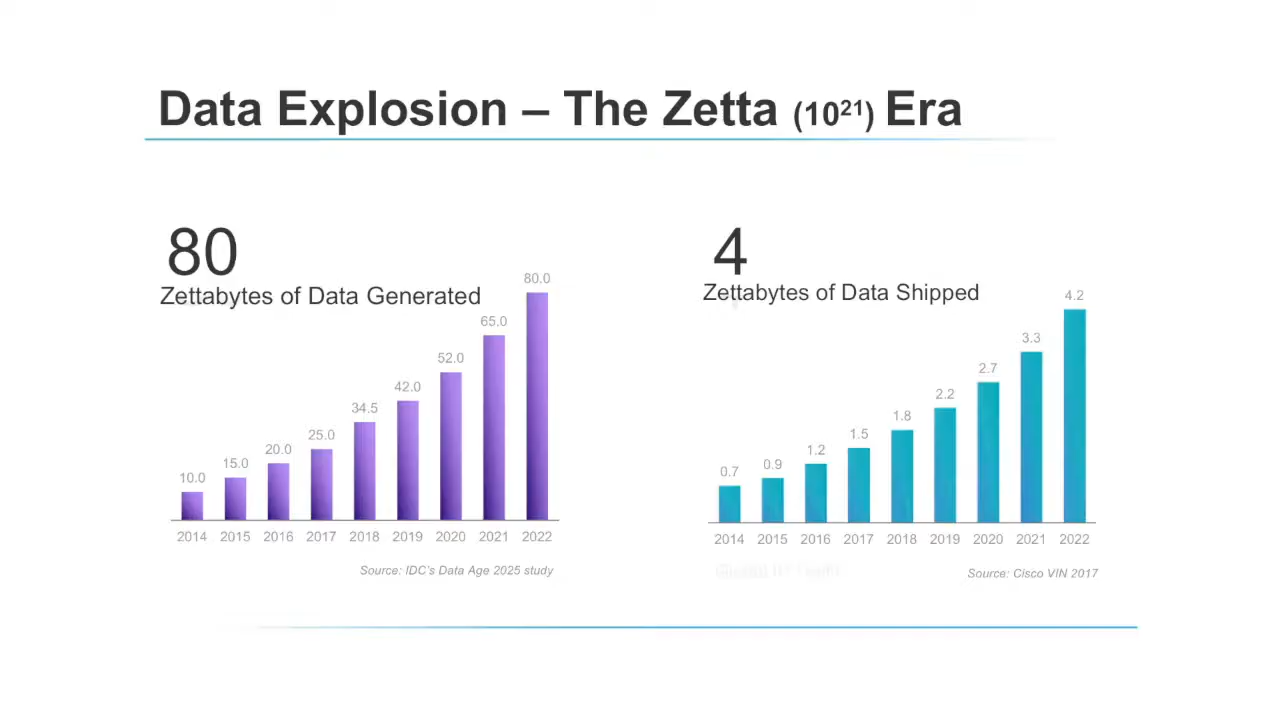 Data Explosion – The Zetta (10²¹) Era
80
Zettabytes of Data Generated
10.0
15.0
20.0
25.0
34.5
42.0
52.0
65.0
80.0
2014 2015 2016 2017 2018 2019 2020 2021 2022
Source: IDC's Data Age 2025 study
4
Zettabytes of Data Shipped
0.7
0.9
1.2
1.5
1.8
2.2
2.7
3.3
4.2
2014 2015 2016 2017 2018 2019 2020 2021 2022
Source: Cisco VIN 2017